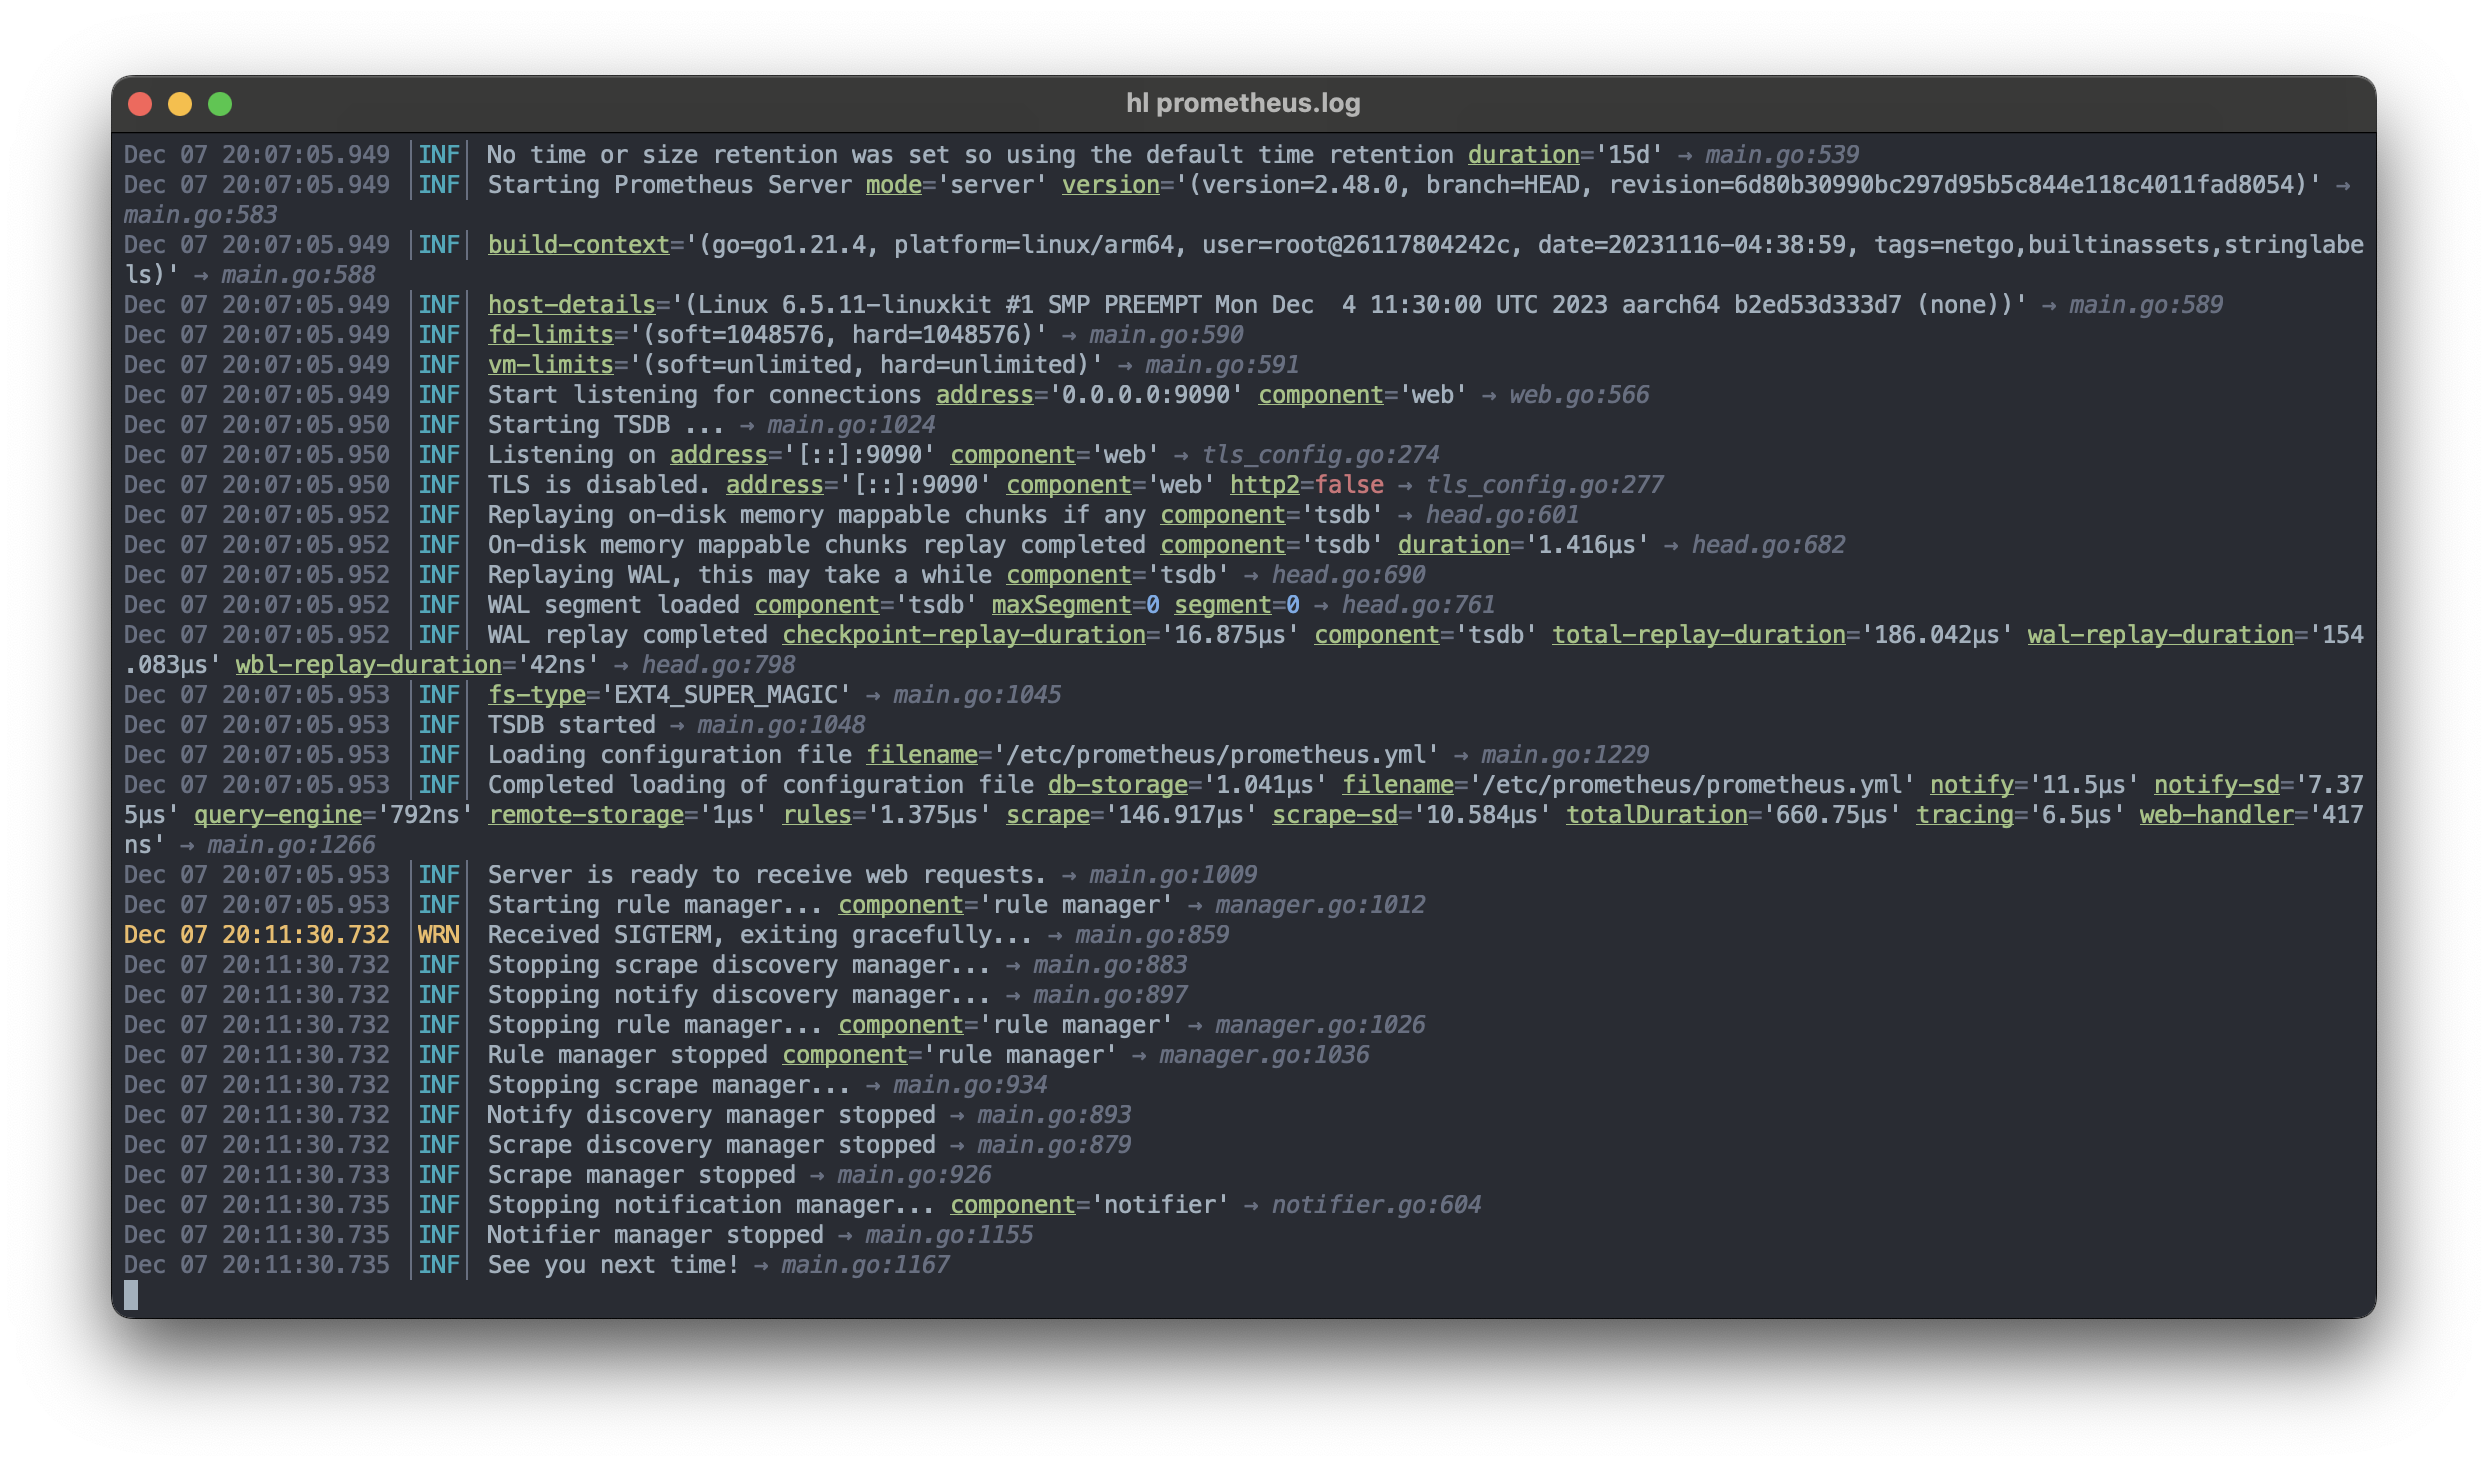 hl prometheus.log
Dec 07 20:07:05.949 |INF| No time or size retention was set so using the default time retention duration='15d' → main.go:539
Dec 07 20:07:05.949 |INF| Starting Prometheus Server mode='server' version='(version=2.48.0, branch=HEAD, revision=6d80b30990bc297d95b5c844e118c4011fad8054)' →
main.go:583
Dec 07 20:07:05.949 |INF| build-context='(go=go1.21.4, platform=linux/arm64, user=root@26117804242c, date=20231116-04:38:59, tags=netgo,builtinassets,stringlabe
ls)' → main.go:588
Dec 07 20:07:05.949 |INF| host-details='(Linux 6.5.11-linuxkit #1 SMP PREEMPT Mon Dec  4 11:30:00 UTC 2023 aarch64 b2ed53d333d7 (none))' → main.go:589
Dec 07 20:07:05.949 |INF| fd-limits='(soft=1048576, hard=1048576)' → main.go:590
Dec 07 20:07:05.949 |INF| vm-limits='(soft=unlimited, hard=unlimited)' → main.go:591
Dec 07 20:07:05.949 |INF| Start listening for connections address='0.0.0.0:9090' component='web' → web.go:566
Dec 07 20:07:05.950 |INF| Starting TSDB ... → main.go:1024
Dec 07 20:07:05.950 |INF| Listening on address='[::]:9090' component='web' → tls_config.go:274
Dec 07 20:07:05.950 |INF| TLS is disabled. address='[::]:9090' component='web' http2=false → tls_config.go:277
Dec 07 20:07:05.952 |INF| Replaying on-disk memory mappable chunks if any component='tsdb' → head.go:601
Dec 07 20:07:05.952 |INF| On-disk memory mappable chunks replay completed component='tsdb' duration='1.416µs' → head.go:682
Dec 07 20:07:05.952 |INF| Replaying WAL, this may take a while component='tsdb' → head.go:690
Dec 07 20:07:05.952 |INF| WAL segment loaded component='tsdb' maxSegment=0 segment=0 → head.go:761
Dec 07 20:07:05.952 |INF| WAL replay completed checkpoint-replay-duration='16.875µs' component='tsdb' total-replay-duration='186.042µs' wal-replay-duration='154
.083µs' wbl-replay-duration='42ns' → head.go:798
Dec 07 20:07:05.953 |INF| fs-type='EXT4_SUPER_MAGIC' → main.go:1045
Dec 07 20:07:05.953 |INF| TSDB started → main.go:1048
Dec 07 20:07:05.953 |INF| Loading configuration file filename='/etc/prometheus/prometheus.yml' → main.go:1229
Dec 07 20:07:05.953 |INF| Completed loading of configuration file db-storage='1.041µs' filename='/etc/prometheus/prometheus.yml' notify='11.5µs' notify-sd='7.37
5µs' query-engine='792ns' remote-storage='1µs' rules='1.375µs' scrape='146.917µs' scrape-sd='10.584µs' totalDuration='660.75µs' tracing='6.5µs' web-handler='417
ns' → main.go:1266
Dec 07 20:07:05.953 |INF| Server is ready to receive web requests. → main.go:1009
Dec 07 20:07:05.953 |INF| Starting rule manager... component='rule manager' → manager.go:1012
Dec 07 20:11:30.732 |WRN| Received SIGTERM, exiting gracefully... → main.go:859
Dec 07 20:11:30.732 |INF| Stopping scrape discovery manager... → main.go:883
Dec 07 20:11:30.732 |INF| Stopping notify discovery manager... → main.go:897
Dec 07 20:11:30.732 |INF| Stopping rule manager... component='rule manager' → manager.go:1026
Dec 07 20:11:30.732 |INF| Rule manager stopped component='rule manager' → manager.go:1036
Dec 07 20:11:30.732 |INF| Stopping scrape manager... → main.go:934
Dec 07 20:11:30.732 |INF| Notify discovery manager stopped → main.go:893
Dec 07 20:11:30.732 |INF| Scrape discovery manager stopped → main.go:879
Dec 07 20:11:30.733 |INF| Scrape manager stopped → main.go:926
Dec 07 20:11:30.735 |INF| Stopping notification manager... component='notifier' → notifier.go:604
Dec 07 20:11:30.735 |INF| Notifier manager stopped → main.go:1155
Dec 07 20:11:30.735 |INF| See you next time! → main.go:1167